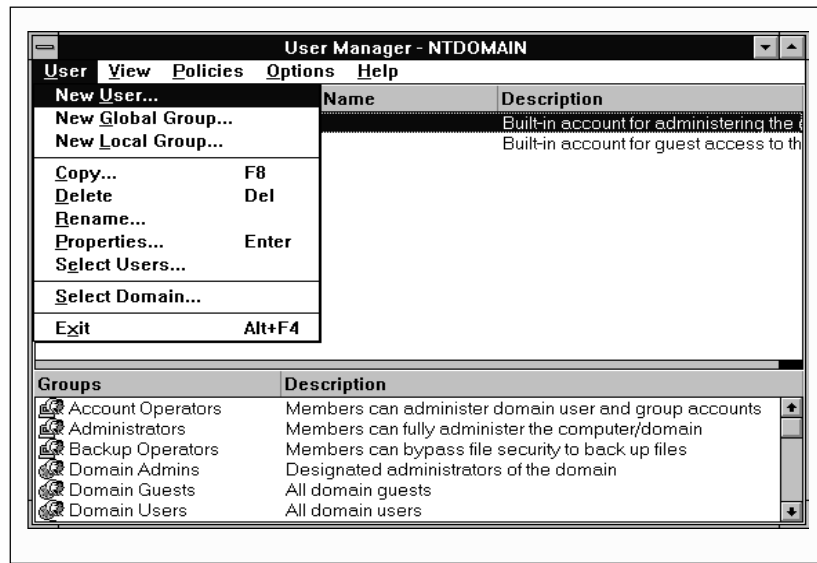 User Manager - NTDOMAIN
User View Policies Options Help
New User...
New Global Group...
New Local Group...
Copy... F8
Delete Del
Rename...
Properties... Enter
Select Users...
Select Domain...
Exit Alt+F4
Name Description
Built-in account for administering the
Built-in account for guest access to th
Groups Description
Account Operators Members can administer domain user and group accounts
Administrators Members can fully administer the computer/domain
Backup Operators Members can bypass file security to back up files
Domain Admins Designated administrators of the domain
Domain Guests All domain guests
Domain Users All domain users